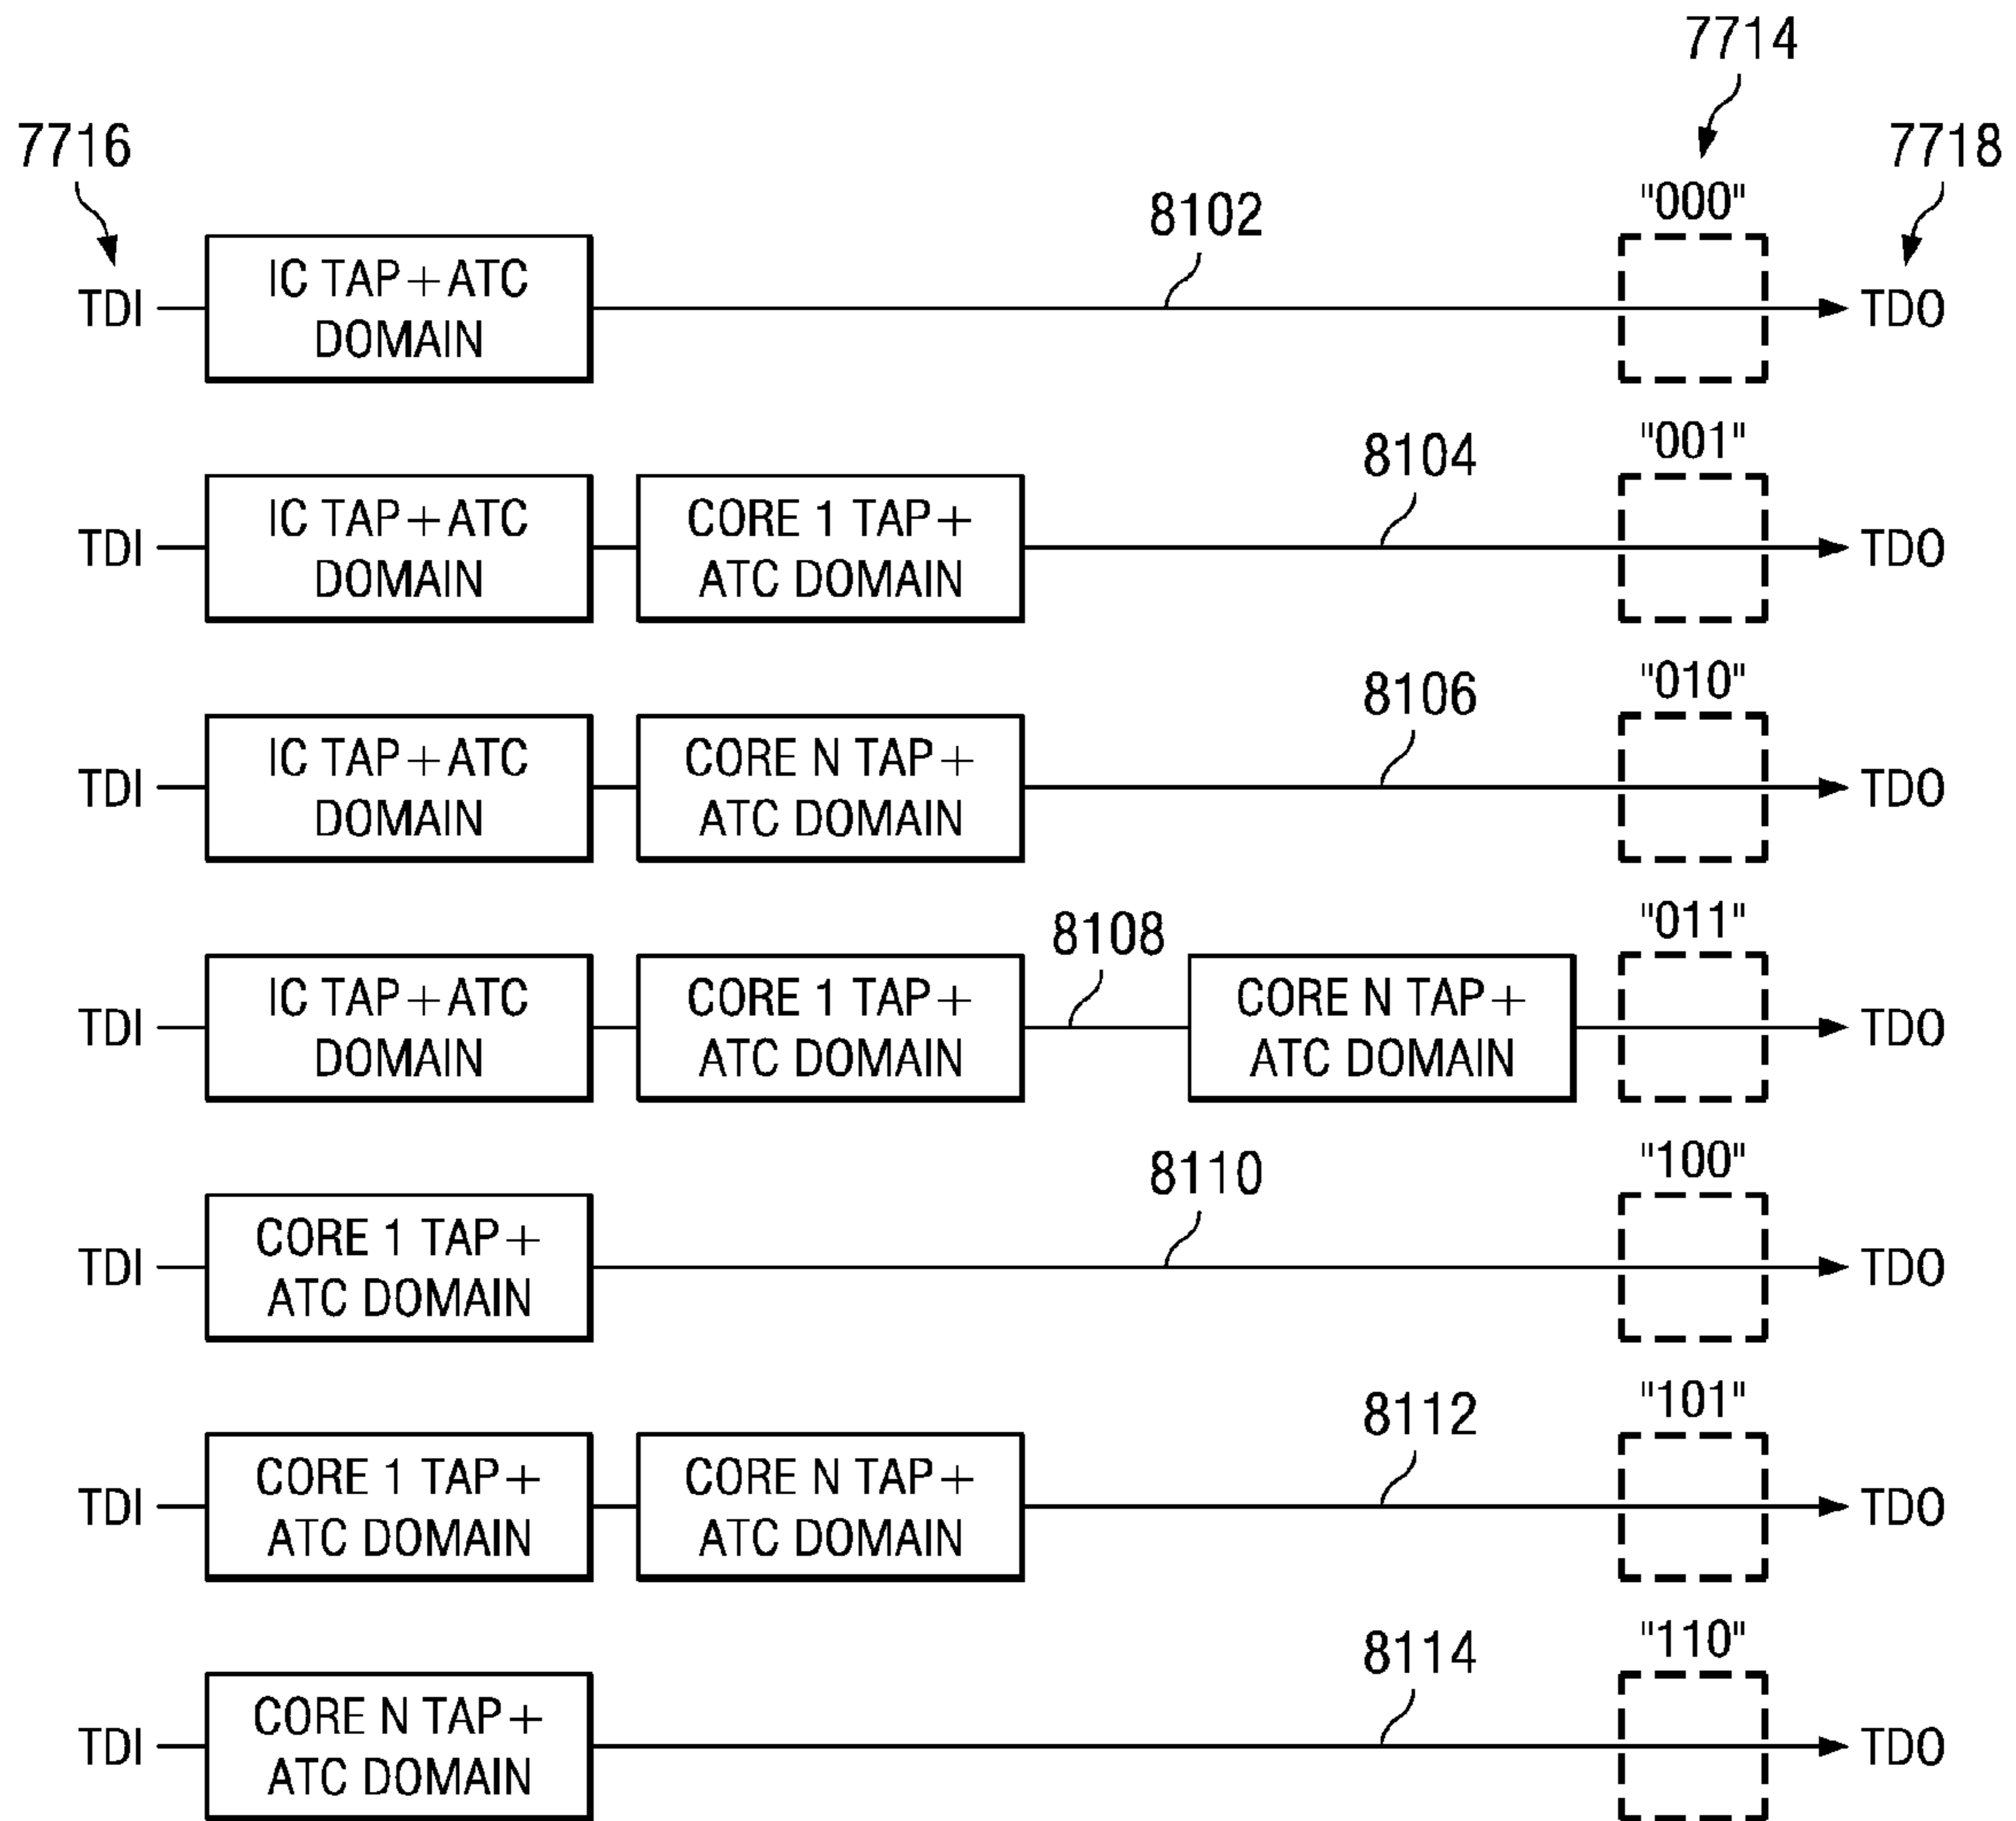 7714
7716
7718
8102
"000"
TDI
IC TAP+ATC
DOMAIN
TDO
8104
"001"
TDI
IC TAP+ATC
DOMAIN
CORE 1 TAP+
ATC DOMAIN
TDO
8106
"010"
TDI
IC TAP+ATC
DOMAIN
CORE N TAP+
ATC DOMAIN
TDO
8108
"011"
TDI
IC TAP+ATC
DOMAIN
CORE 1 TAP+
ATC DOMAIN
CORE N TAP+
ATC DOMAIN
TDO
8110
"100"
TDI
CORE 1 TAP+
ATC DOMAIN
TDO
8112
"101"
TDI
CORE 1 TAP+
ATC DOMAIN
CORE N TAP+
ATC DOMAIN
TDO
8114
"110"
TDI
CORE N TAP+
ATC DOMAIN
TDO